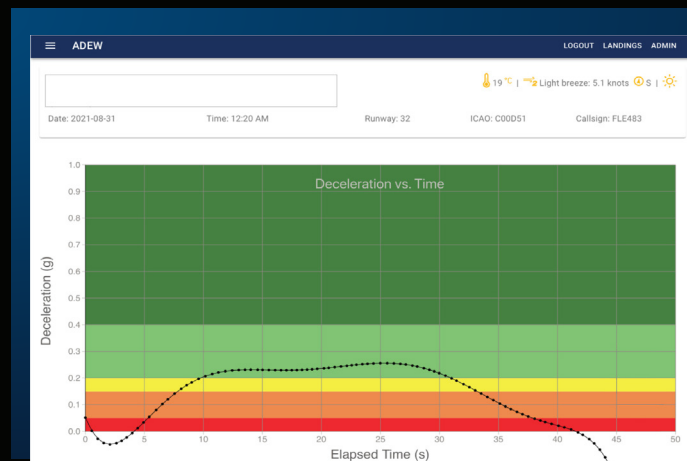 ADEW LOGOUT LANDINGS ADMIN
19 °C | Light breeze: 5.1 knots S |
Date: 2021-08-31 Time: 12:20 AM Runway: 32 ICAO: C00D51 Callsign: FLE483
Deceleration vs. Time
Deceleration (g)
1.0
0.9
0.8
0.7
0.6
0.5
0.4
0.3
0.2
0.1
0.0
0 5 10 15 20 25 30 35 40 45 50
Elapsed Time (s)